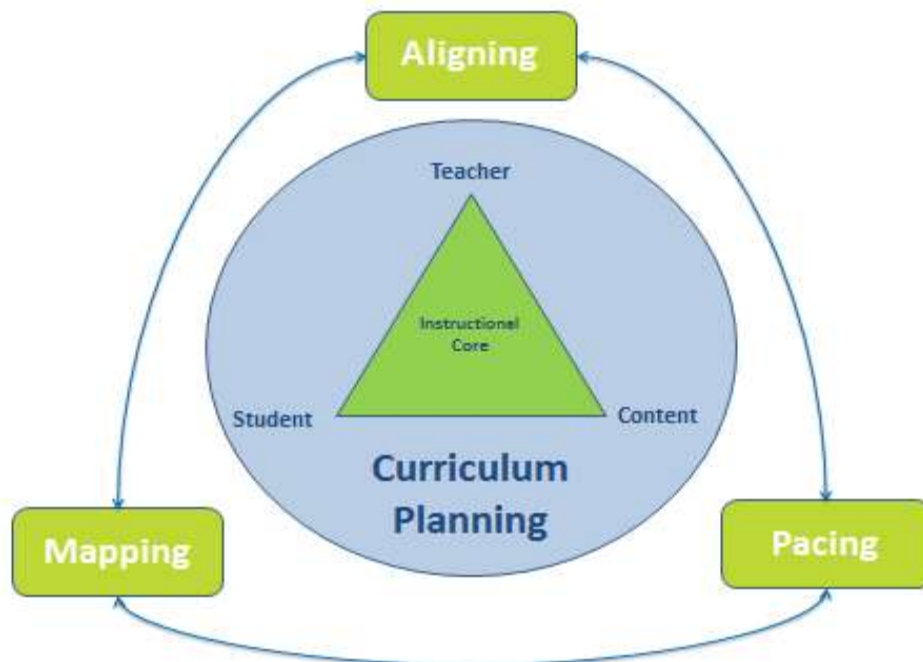 Aligning
Teacher
Instructional
Core
Student
Content
Curriculum
Planning
Mapping
Pacing